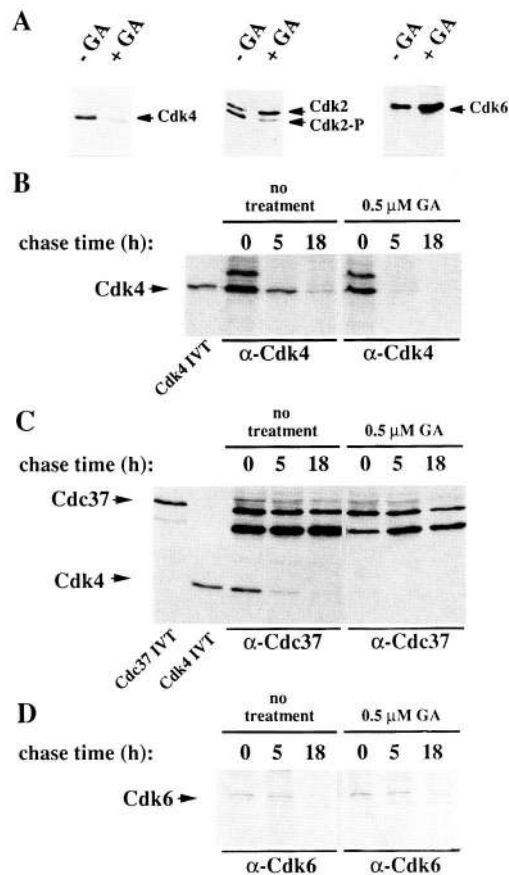 A
- GA + GA
Cdk4
- GA + GA
Cdk2
Cdk2-P
- GA + GA
Cdk6
B
no treatment
0.5 µM GA
chase time (h): 0 5 18 0 5 18
Cdk4
Cdk4 IVT
α-Cdk4 α-Cdk4
C
no treatment
0.5 µM GA
chase time (h): 0 5 18 0 5 18
Cdc37
Cdk4
Cdc37 IVT
Cdk4 IVT
α-Cdc37 α-Cdc37
D
no treatment
0.5 µM GA
chase time (h): 0 5 18 0 5 18
Cdk6
α-Cdk6 α-Cdk6